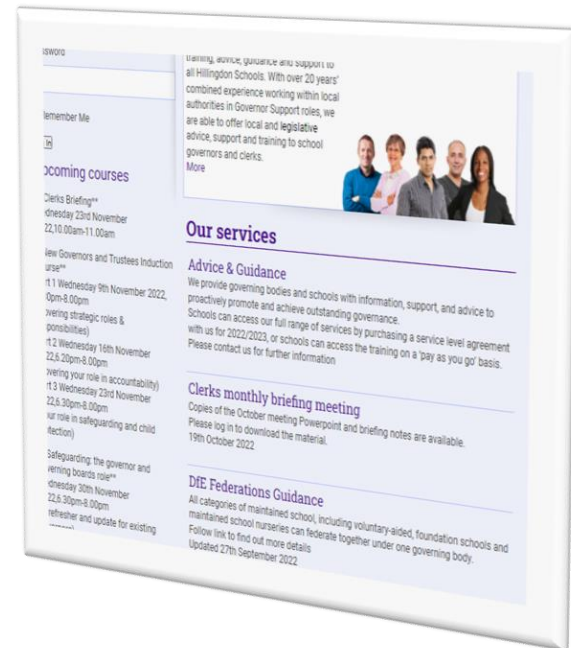 training, advice, guidance and support to
all Hillingdon Schools. With over 20 years'
combined experience working within local
authorities in Governor Support roles, we
are able to offer local and legislative
advice, support and training to school
governors and clerks.
More
ssword
emember Me
in
pcoming courses
Clerks Briefing**
dnesday 23rd November
22,10.00am-11.00am
ew Governors and Trustees Induction
urse**
rt 1 Wednesday 9th November 2022,
0pm-8.00pm
overing strategic roles &
ponsibilities)
rt 2 Wednesday 16th November
22,6.20pm-8.00pm
overing your role in accountability)
rt 3 Wednesday 23rd November
22,6.30pm-8.00pm
ur role in safeguarding and child
tection)
Safeguarding: the governor and
verning boards role**
dnesday 30th November
22,6.30pm-8.00pm
refresher and update for existing
Our services
Advice & Guidance
We provide governing bodies and schools with information, support, and advice to
proactively promote and achieve outstanding governance.
Schools can access our full range of services by purchasing a service level agreement
with us for 2022/2023, or schools can access the training on a 'pay as you go' basis.
Please contact us for further information
Clerks monthly briefing meeting
Copies of the October meeting Powerpoint and briefing notes are available.
Please log in to download the material.
19th October 2022
DfE Federations Guidance
All categories of maintained school, including voluntary-aided, foundation schools and
maintained school nurseries can federate together under one governing body.
Follow link to find out more details
Updated 27th September 2022